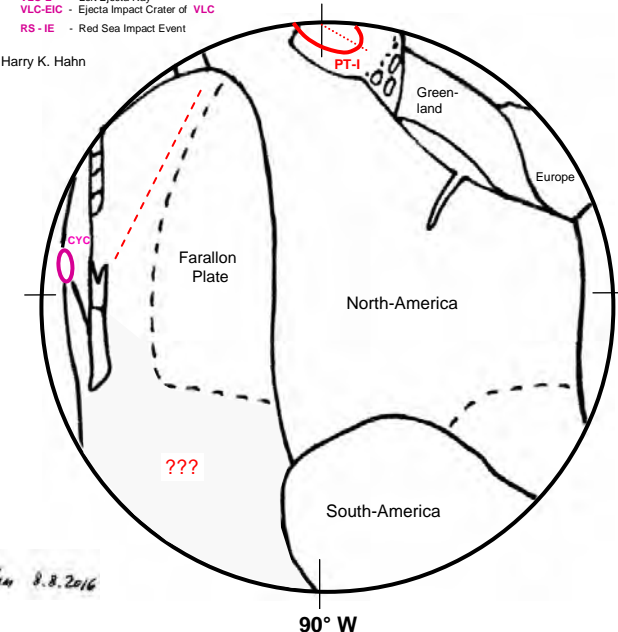 VLC-EIC - Ejecta Impact Crater of VLC
RS - IE - Red Sea Impact Event
Harry K. Hahn
PT-I
Green-
land
Europe
CYC
Farallon
Plate
North-America
???
South-America
8.8.2016
90° W